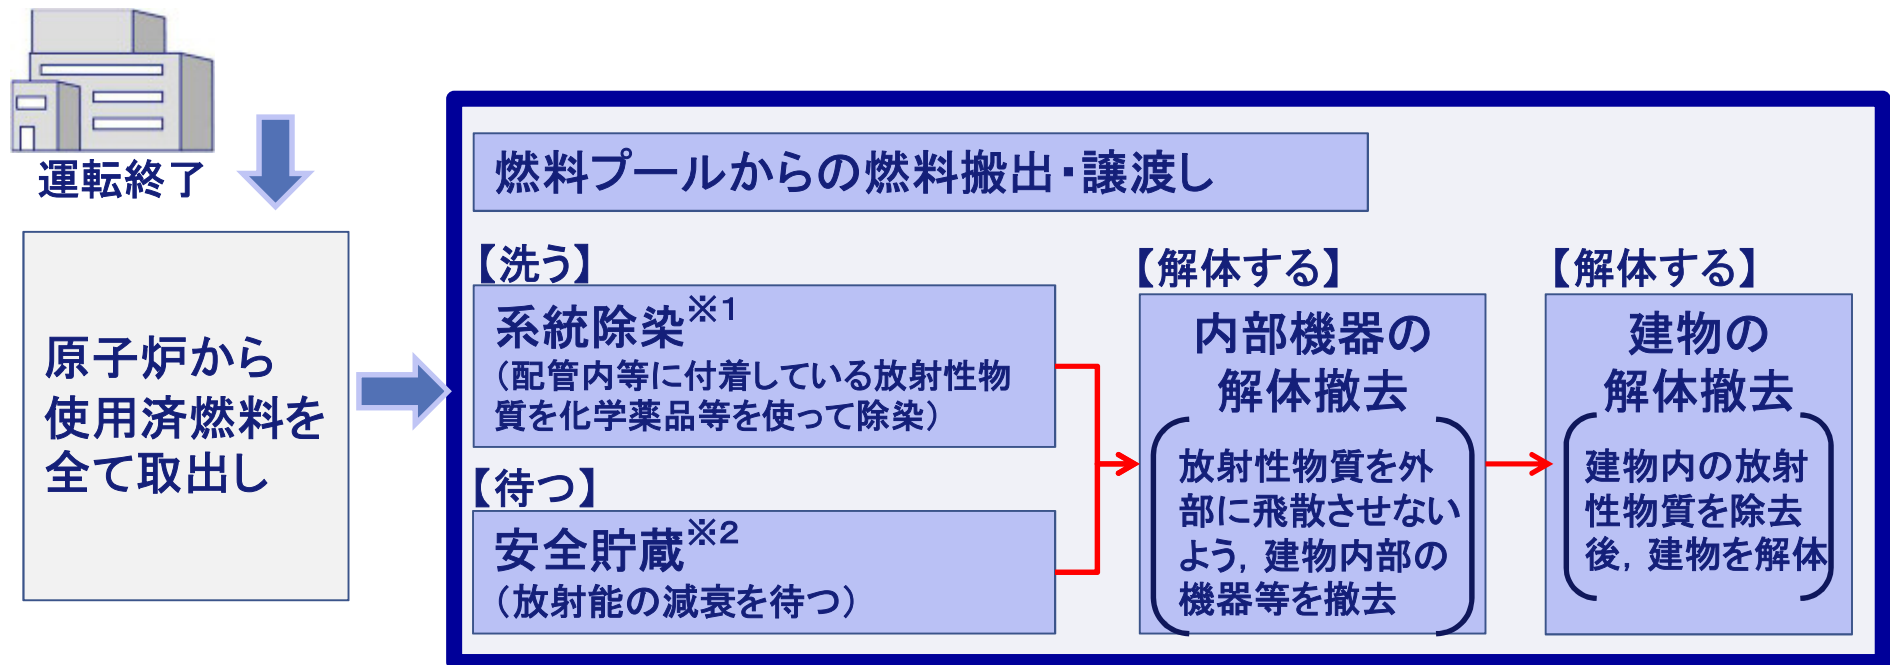 運転終了
原子炉から
使用済燃料を
全て取出し
燃料プールからの燃料搬出・譲渡し
【洗う】
系統除染※1
（配管内等に付着している放射性物
質を化学薬品等を使って除染）
【待つ】
安全貯蔵※2
（放射能の減衰を待つ）
【解体する】
内部機器の
解体撤去
放射性物質を外
部に飛散させない
よう，建物内部の
機器等を撤去
【解体する】
建物の
解体撤去
建物内の放射
性物質を除去
後，建物を解体